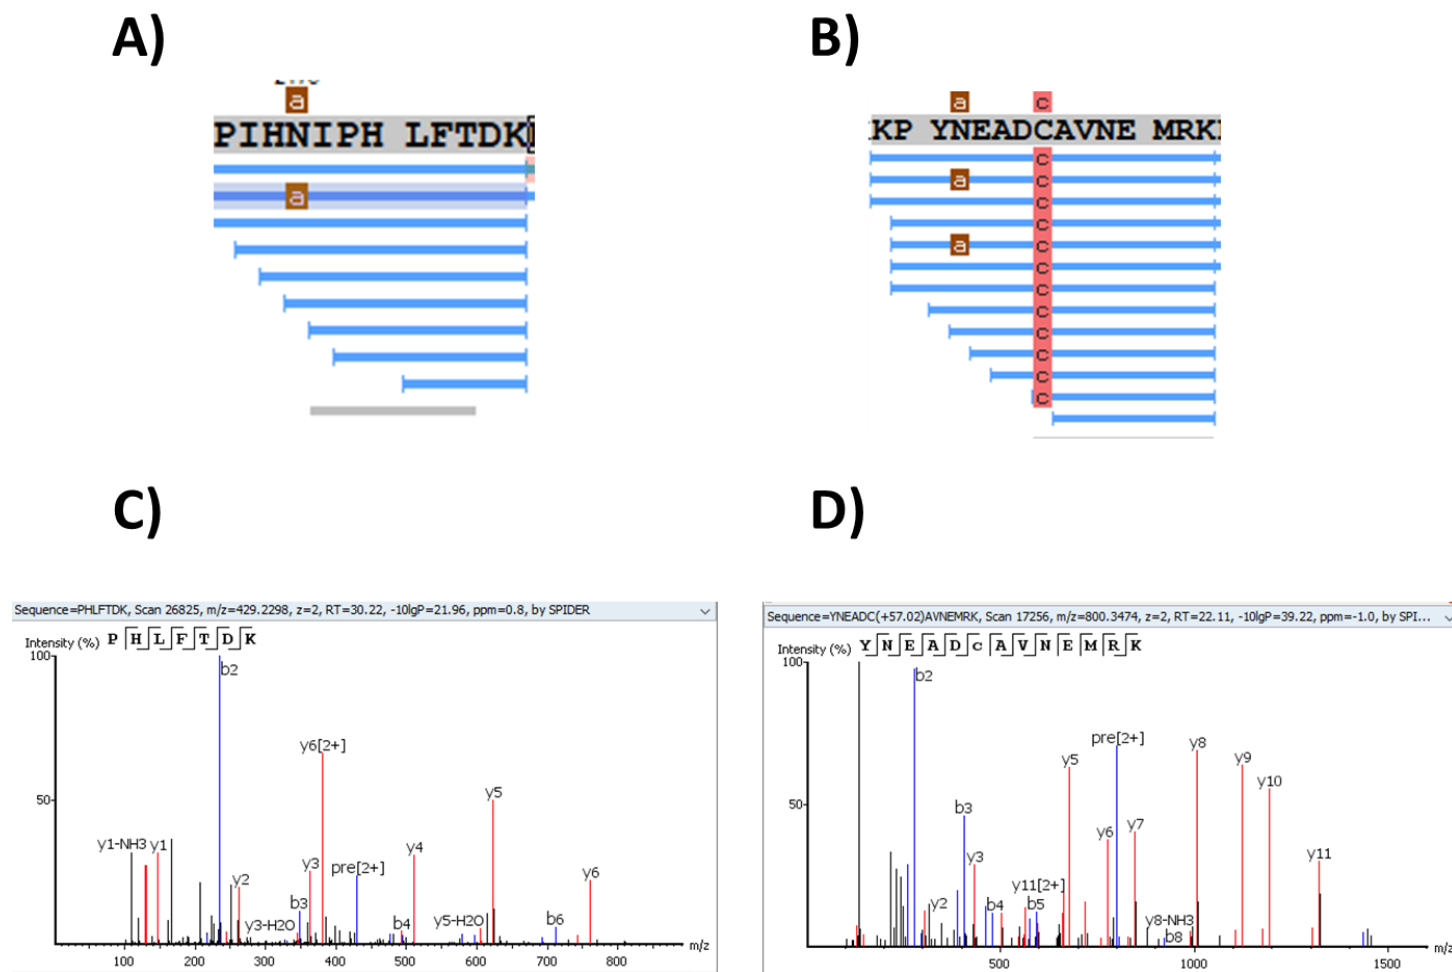 A)
B)
a
PIHNIPH LFTDK
a
a c
KP YNEADCAVNE MRK
c
a c
c
c
a c
c
c
c
c
c
c
c
C)
D)
Sequence=PHLFTDK, Scan 26825, m/z=429.2298, z=2, RT=30.22, -10lgP=21.96, ppm=0.8, by SPIDER
Intensity (%) P H L F T D K
100
b2
y6[2+]
50
y5
y1-NH3 y1
y3
pre[2+]
y4
y2
y6
b3
y3-H2O
b4
y5-H2O
b6
m/z
100 200 300 400 500 600 700 800
Sequence=YNEADC(+57.02)AVNEMRK, Scan 17256, m/z=800.3474, z=2, RT=22.11, -10lgP=39.22, ppm=-1.0, by SPI...
Intensity (%) Y N E A D C A V N E M R K
100
b2
pre[2+]
y8
y5
y9
y10
50
b3
y6
y7
y3
y11
y11[2+]
y2
b4
b5
y8-NH3
b8
m/z
500 1000 1500